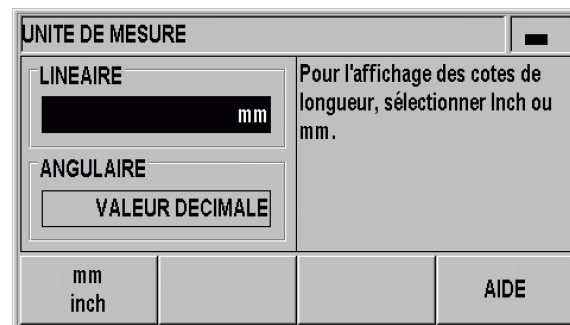 UNITE DE MESURE
LINEAIRE
mm
ANGULAIRE
VALEUR DECIMALE
Pour l'affichage des cotes de
longueur, sélectionner Inch ou
mm.
mm
inch
AIDE